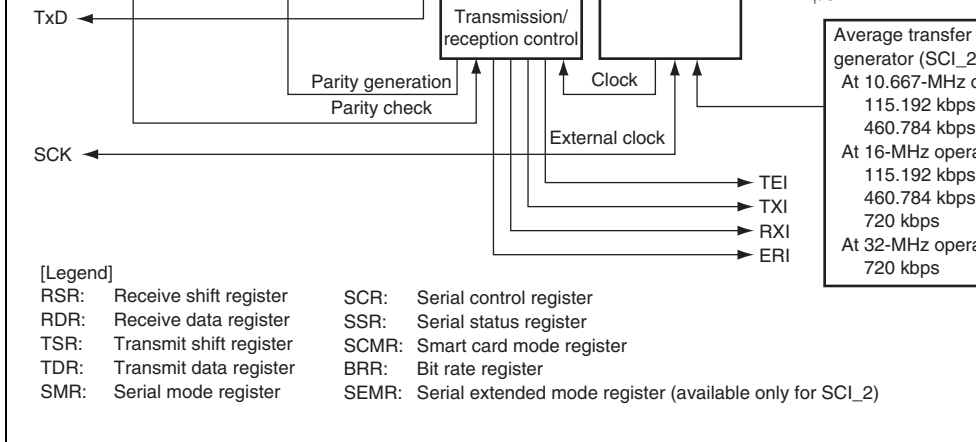 TxD
Transmission/
reception control
Parity generation
Clock
Parity check
External clock
SCK
TEI
TXI
RXI
ERI
Average transfer
generator (SCI_2
At 10.667-MHz
115.192 kbps
460.784 kbps
At 16-MHz
115.192 kbps
460.784 kbps
720 kbps
At 32-MHz
720 kbps
[Legend]
RSR: Receive shift register
RDR: Receive data register
TSR: Transmit shift register
TDR: Transmit data register
SMR: Serial mode register
SCR: Serial control register
SSR: Serial status register
SCMR: Smart card mode register
BRR: Bit rate register
SEMR: Serial extended mode register (available only for SCI_2)